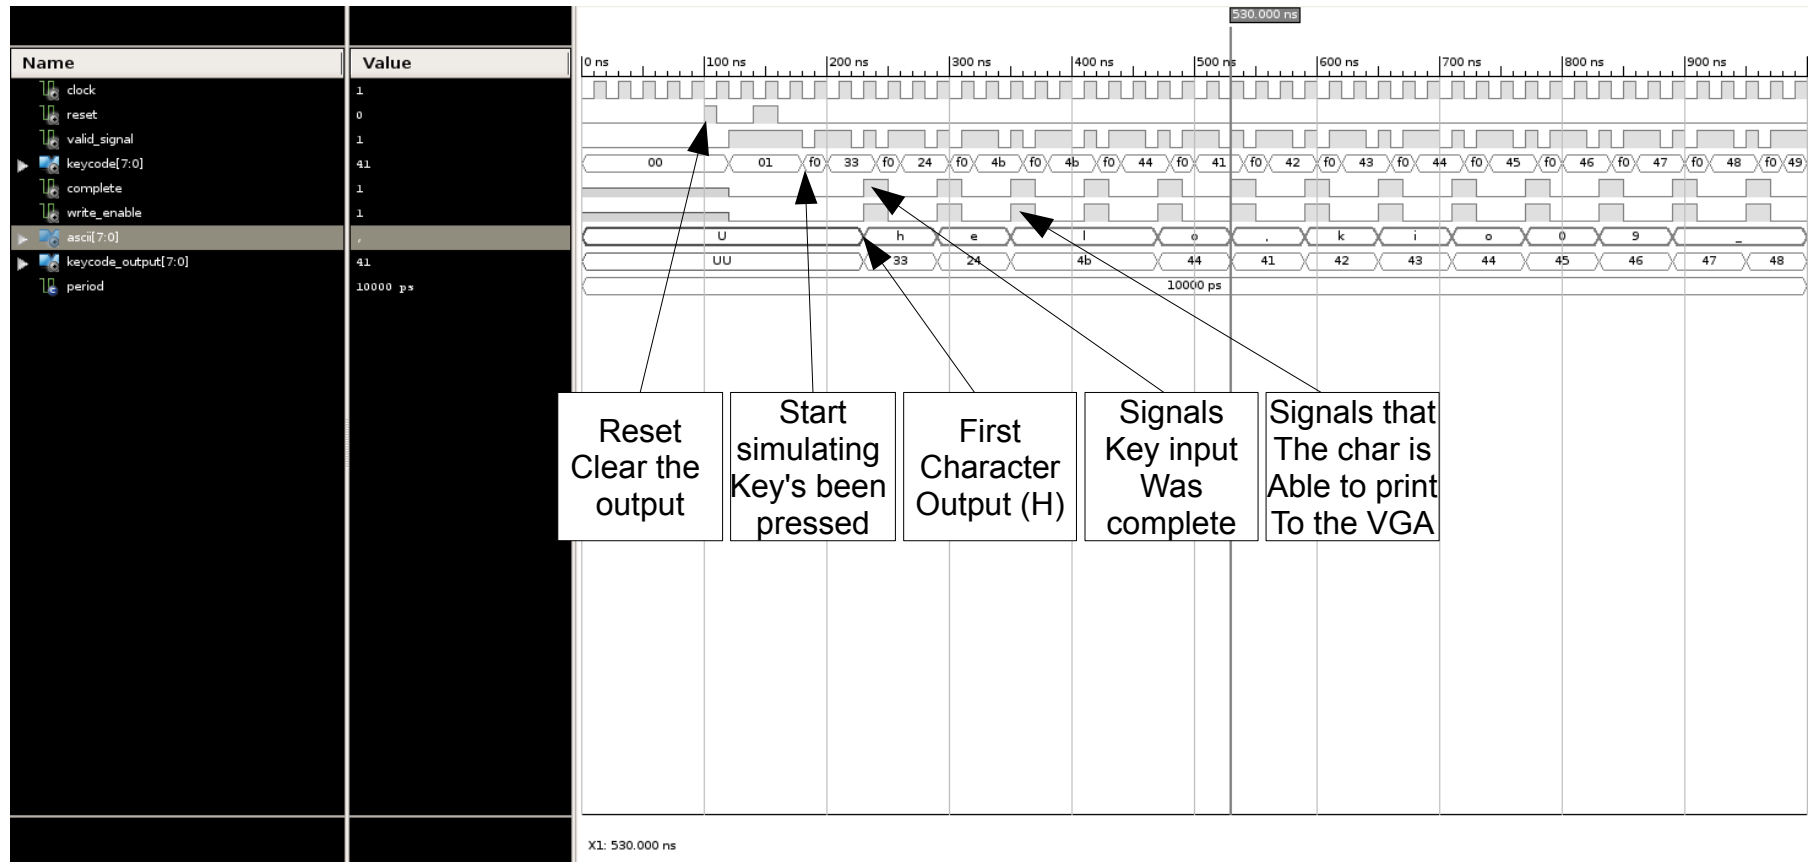 530.000 ns
Name Value
0 ns 100 ns 200 ns 300 ns 400 ns 500 ns 600 ns 700 ns 800 ns 900 ns
clock 1
reset 0
valid_signal 1
keycode[7:0] 41 00 01 f0 33 f0 24 f0 4b f0 4b f0 44 f0 41 f0 42 f0 43 f0 44 f0 45 f0 46 f0 47 f0 48 f0 49
complete 1
write_enable 1
ascii[7:0] , U h e l o , k i o 0 9 _
keycode_output[7:0] 41 UU 33 24 4b 44 41 42 43 44 45 46 47 48
period 10000 ps 10000 ps
Reset
Clear the
output
Start
simulating
Key's been
pressed
First
Character
Output (H)
Signals
Key input
Was
complete
Signals that
The char is
Able to print
To the VGA
X1: 530.000 ns